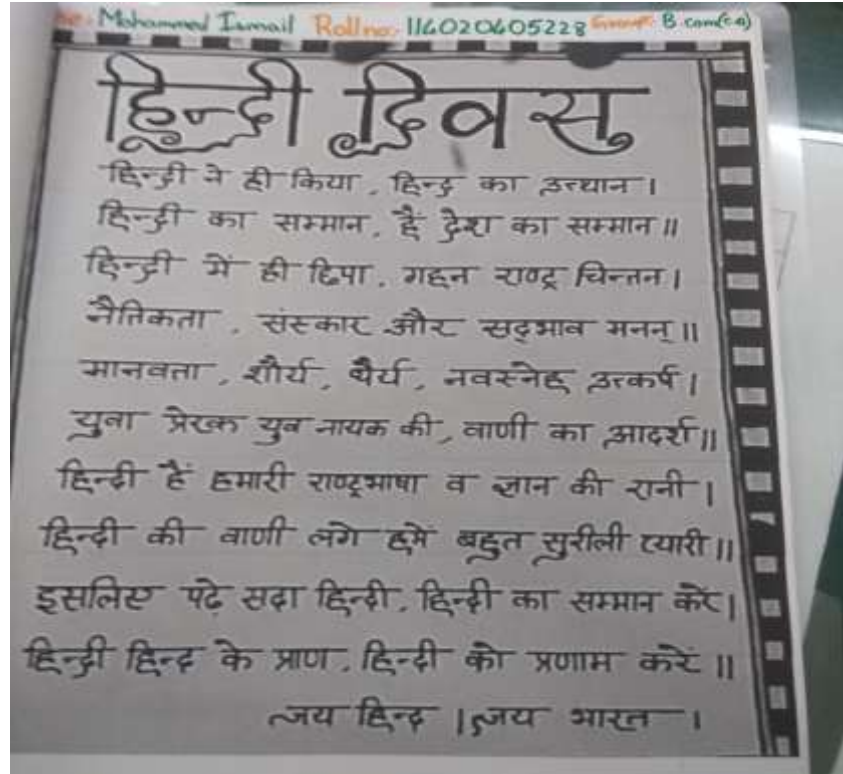 Mohammed Ismail Roll no:- 114020405228 Group:- B.com(ca)
हिन्दी दिवस
हिन्दी ने ही किया, हिन्द का उत्थान।
हिन्दी का सम्मान, हैं देश का सम्मान॥
हिन्दी में ही छिपा, गहन राष्ट्र चिन्तन।
नैतिकता, संस्कार और सद्भाव मनन्॥
मानवता, शौर्य, धैर्य, नवस्नेह उत्कर्ष।
युवा प्रेरक युव नायक की, वाणी का आदर्श॥
हिन्दी हैं हमारी राष्ट्रभाषा व ज्ञान की रानी।
हिन्दी की वाणी लगे हमे बहुत सुरीली प्यारी॥
इसलिए पढे सदा हिन्दी, हिन्दी का सम्मान करें।
हिन्दी हिन्द के प्राण, हिन्दी को प्रणाम करें॥
जय हिन्द।जय भारत।